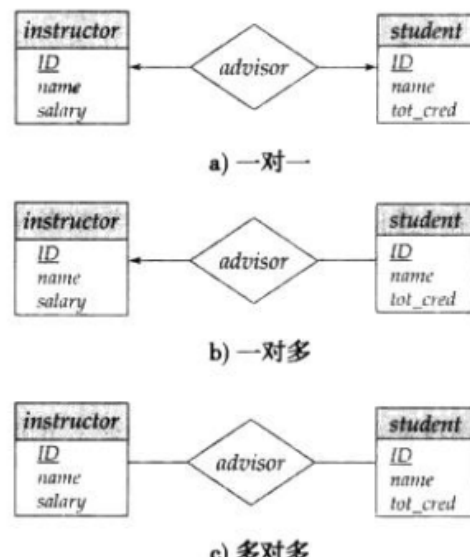 instructor student
ID advisor ID
name name
salary tot_cred
a) 一对一
instructor student
ID advisor ID
name name
salary tot_cred
b) 一对多
instructor student
ID advisor ID
name name
salary tot_cred
c) 多对多